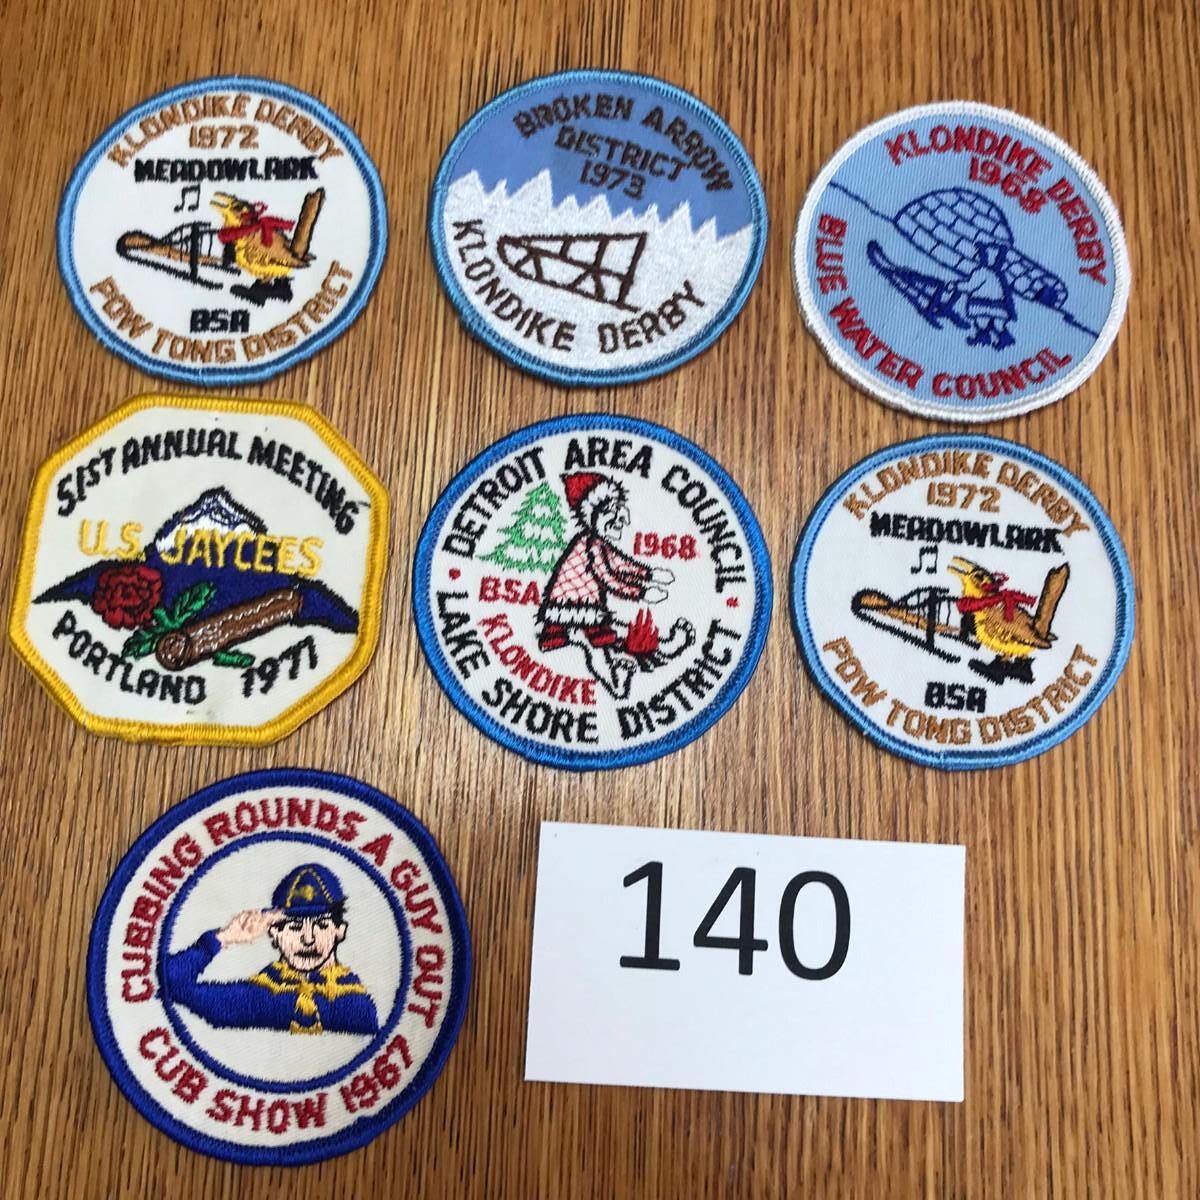 KLONDIKE DERBY
1972
MEADOWLARK
BSA
POW TONG DISTRICT
BROKEN ARROW
DISTRICT
1973
KLONDIKE DERBY
KLONDIKE DERBY
1968
BLUE WATER COUNCIL
51ST ANNUAL MEETING
U.S. JAYCEES
PORTLAND 1977
DETROIT AREA COUNCIL
1968
BSA
KLONDIKE
LAKE SHORE DISTRICT
KLONDIKE DERBY
1972
MEADOWLARK
BSA
POW TONG DISTRICT
CUBBING ROUNDS A GUY OUT
CUB SHOW 1967
140